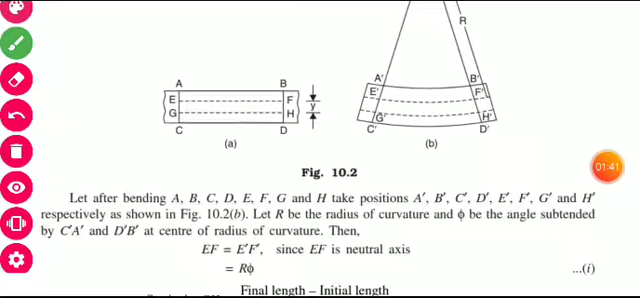 R
A B A′ B′
E F E′ F′
G H y G′ H′
C D C′ D′
(a) (b)
01:41
Fig. 10.2
Let after bending A, B, C, D, E, F, G and H take positions A′, B′, C′, D′, E′, F′, G′ and H′
respectively as shown in Fig. 10.2(b). Let R be the radius of curvature and ϕ be the angle subtended
by C′A′ and D′B′ at centre of radius of curvature. Then,
EF = E′F′, since EF is neutral axis
= Rϕ ...(i)
Final length – Initial length